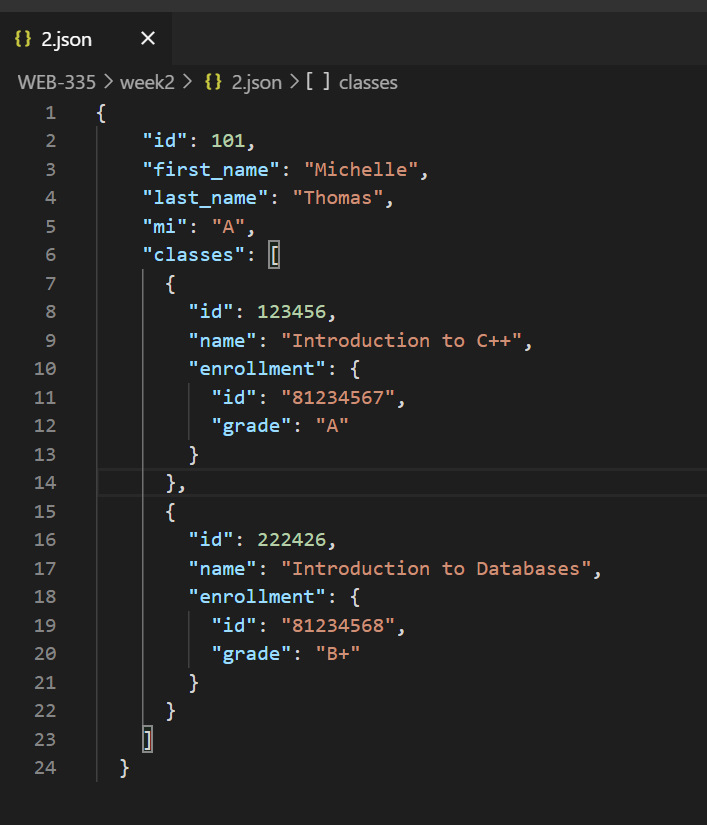 {} 2.json ×
WEB-335 > week2 > {} 2.json > [ ] classes
1 {
2     "id": 101,
3     "first_name": "Michelle",
4     "last_name": "Thomas",
5     "mi": "A",
6     "classes": [
7       {
8         "id": 123456,
9         "name": "Introduction to C++",
10         "enrollment": {
11           "id": "81234567",
12           "grade": "A"
13         }
14       },
15       {
16         "id": 222426,
17         "name": "Introduction to Databases",
18         "enrollment": {
19           "id": "81234568",
20           "grade": "B+"
21         }
22       }
23     ]
24   }